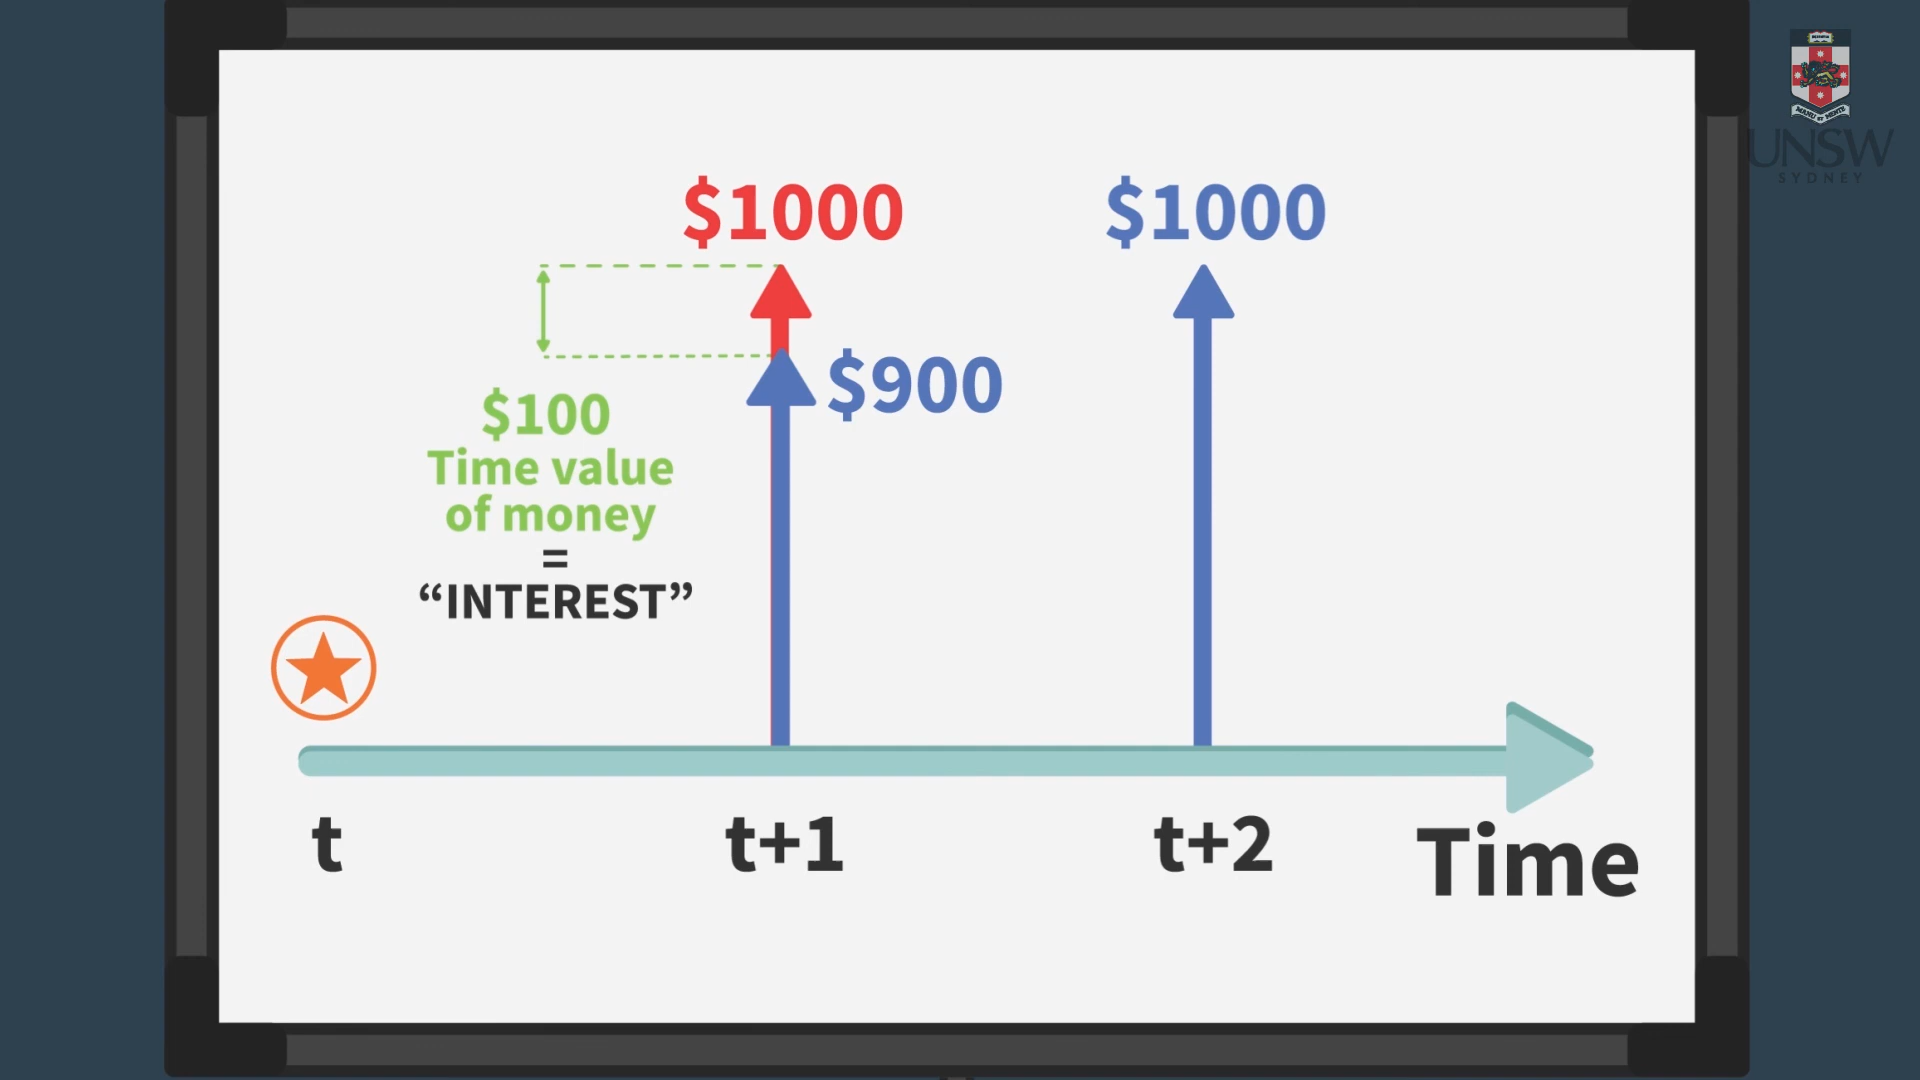 UNSW
SYDNEY
$1000
$1000
$900
$100
Time value
of money
=
“INTEREST”
t
t+1
t+2
Time